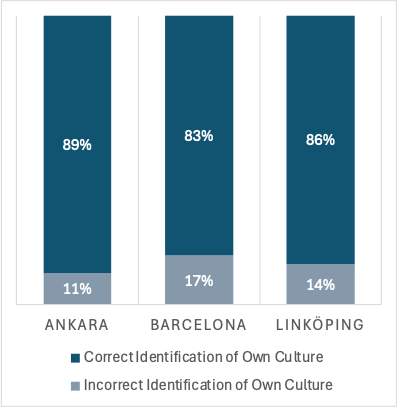 89% 83% 86%
11% 17% 14%
ANKARA BARCELONA LINKÖPING
Correct Identification of Own Culture
Incorrect Identification of Own Culture